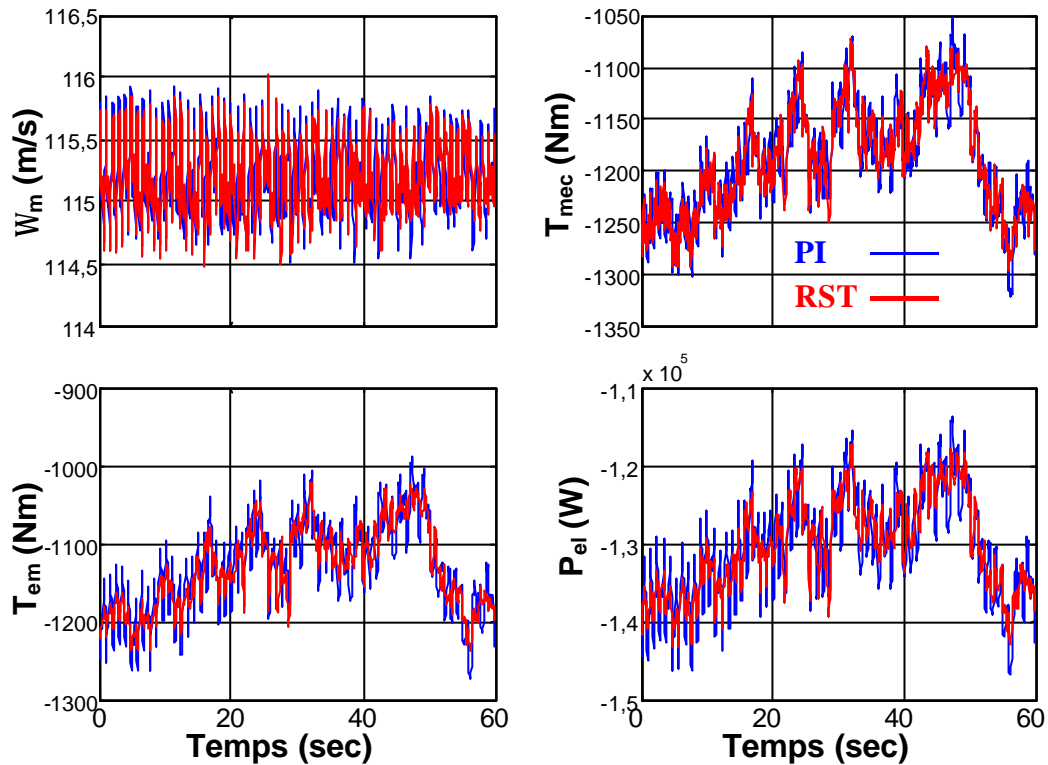 116,5
116
115,5
115
114,5
114
Wm (m/s)
-1050
-1100
-1150
-1200
-1250
-1300
-1350
Tmec (Nm)
PI
RST
-900
-1000
-1100
-1200
-1300
Tem (Nm)
0 20 40 60
Temps (sec)
-1,1
x 10^5
-1,2
-1,3
-1,4
-1,5
Pel (W)
0 20 40 60
Temps (sec)